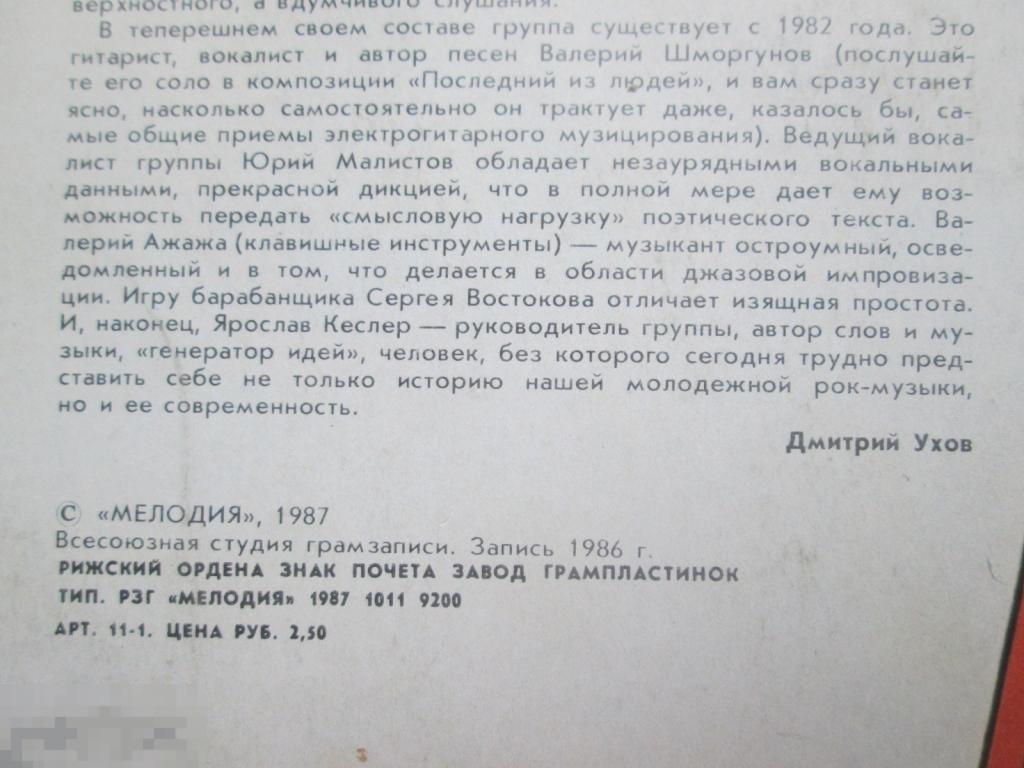 верхностного, а вдумчивого слушания.
В теперешнем своем составе группа существует с 1982 года. Это
гитарист, вокалист и автор песен Валерий Шморгунов (послушай-
те его соло в композиции «Последний из людей», и вам сразу станет
ясно, насколько самостоятельно он трактует даже, казалось бы, са-
мые общие приемы электрогитарного музицирования). Ведущий вока-
лист группы Юрий Малистов обладает незаурядными вокальными
данными, прекрасной дикцией, что в полной мере дает ему воз-
можность передать «смысловую нагрузку» поэтического текста. Ва-
лерий Ажажа (клавишные инструменты) — музыкант остроумный, осве-
домленный и в том, что делается в области джазовой импровиза-
ции. Игру барабанщика Сергея Востокова отличает изящная простота.
И, наконец, Ярослав Кеслер — руководитель группы, автор слов и му-
зыки, «генератор идей», человек, без которого сегодня трудно пред-
ставить себе не только историю нашей молодежной рок-музыки,
но и ее современность.
Дмитрий Ухов
© «МЕЛОДИЯ», 1987
Всесоюзная студия грамзаписи. Запись 1986 г.
РИЖСКИЙ ОРДЕНА ЗНАК ПОЧЕТА ЗАВОД ГРАМПЛАСТИНОК
ТИП. РЗГ «МЕЛОДИЯ» 1987 1011 9200
АРТ. 11-1. ЦЕНА РУБ. 2,50